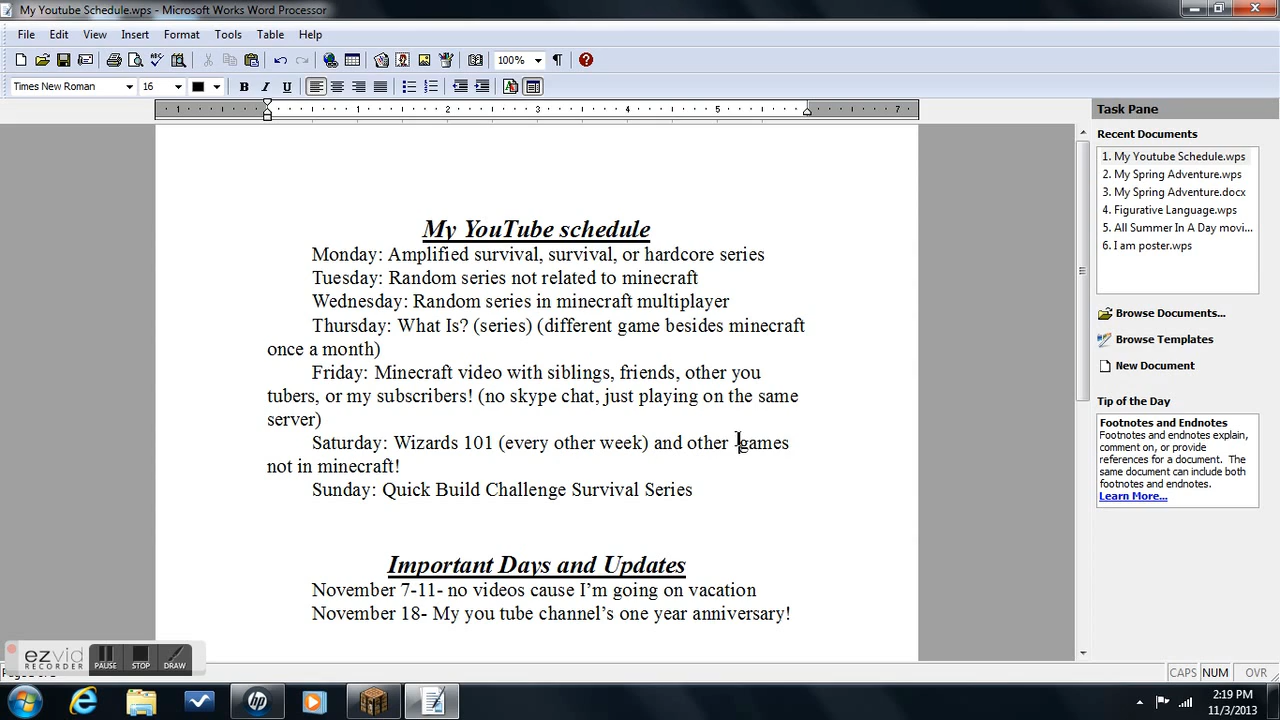 My Youtube Schedule.wps - Microsoft Works Word Processor
File Edit View Insert Format Tools Table Help
100%
Times New Roman 16 B I U
1 1 2 3 4 5 7
Task Pane
Recent Documents
1. My Youtube Schedule.wps
2. My Spring Adventure.wps
3. My Spring Adventure.docx
4. Figurative Language.wps
5. All Summer In A Day movi...
6. I am poster.wps
Browse Documents...
Browse Templates
New Document
Tip of the Day
Footnotes and Endnotes
Footnotes and endnotes explain,
comment on, or provide
references for a document. The
same document can include both
footnotes and endnotes.
Learn More...
My YouTube schedule
Monday: Amplified survival, survival, or hardcore series
Tuesday: Random series not related to minecraft
Wednesday: Random series in minecraft multiplayer
Thursday: What Is? (series) (different game besides minecraft
once a month)
Friday: Minecraft video with siblings, friends, other you
tubers, or my subscribers! (no skype chat, just playing on the same
server)
Saturday: Wizards 101 (every other week) and other games
not in minecraft!
Sunday: Quick Build Challenge Survival Series
Important Days and Updates
November 7-11- no videos cause I'm going on vacation
November 18- My you tube channel's one year anniversary!
ezvid
RECORDER
PAUSE STOP DRAW
CAPS NUM OVR
hp
2:19 PM
11/3/2013